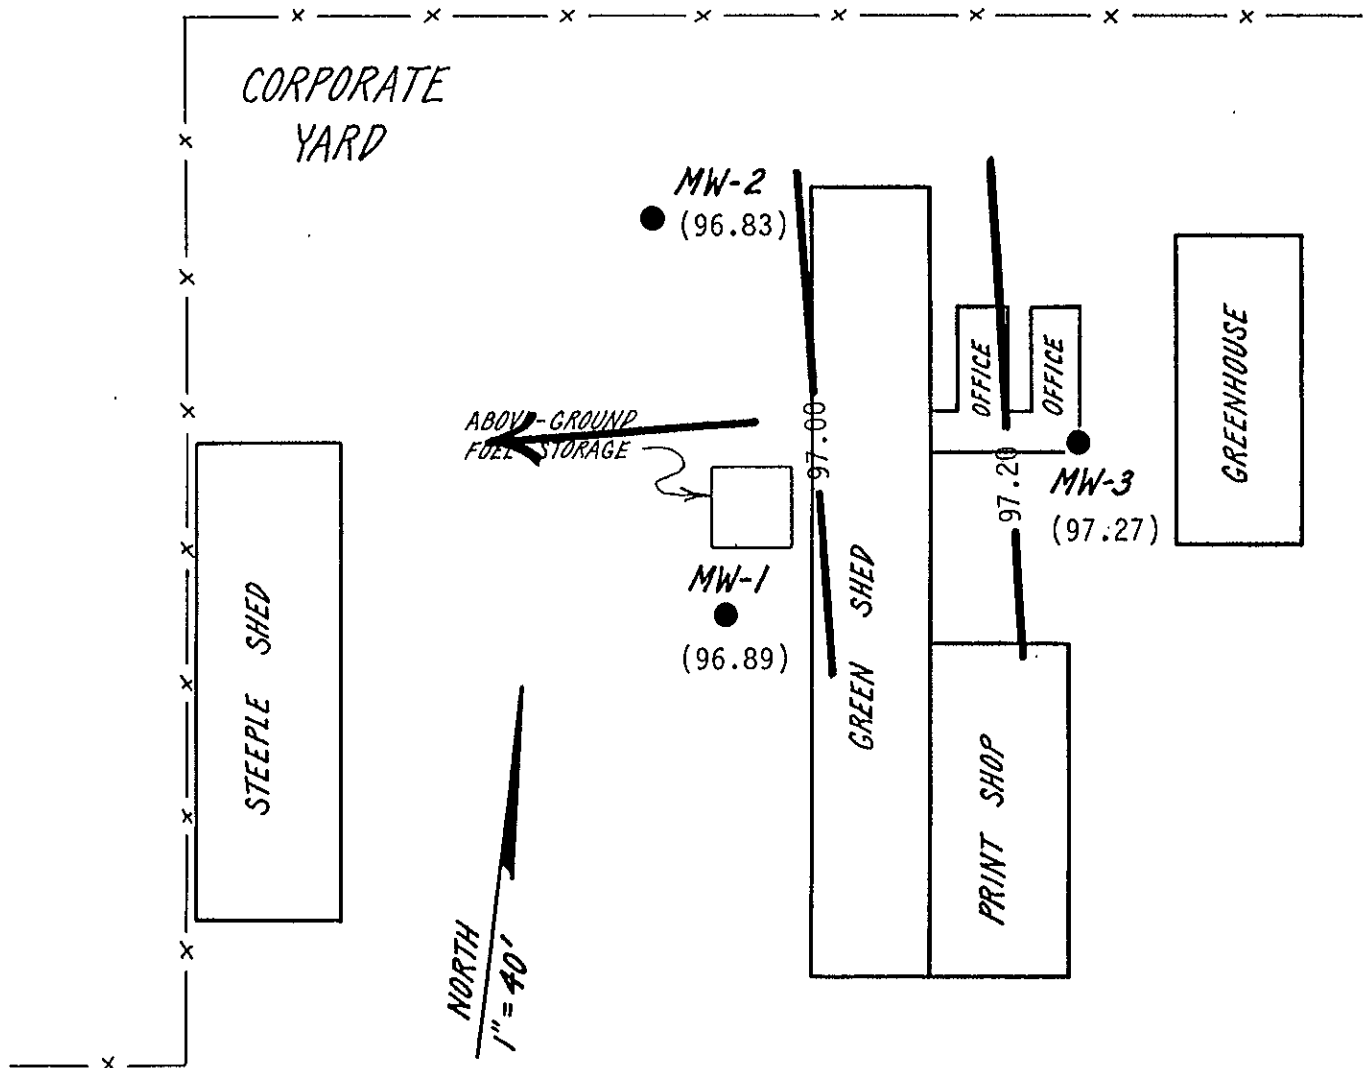 CORPORATE
YARD
MW-2
(96.83)
ABOVE-GROUND
FUEL STORAGE
97.00
OFFICE
OFFICE
GREENHOUSE
97.20
MW-3
(97.27)
MW-1
(96.89)
STEEPLE SHED
GREEN SHED
PRINT SHOP
NORTH
1"=40'